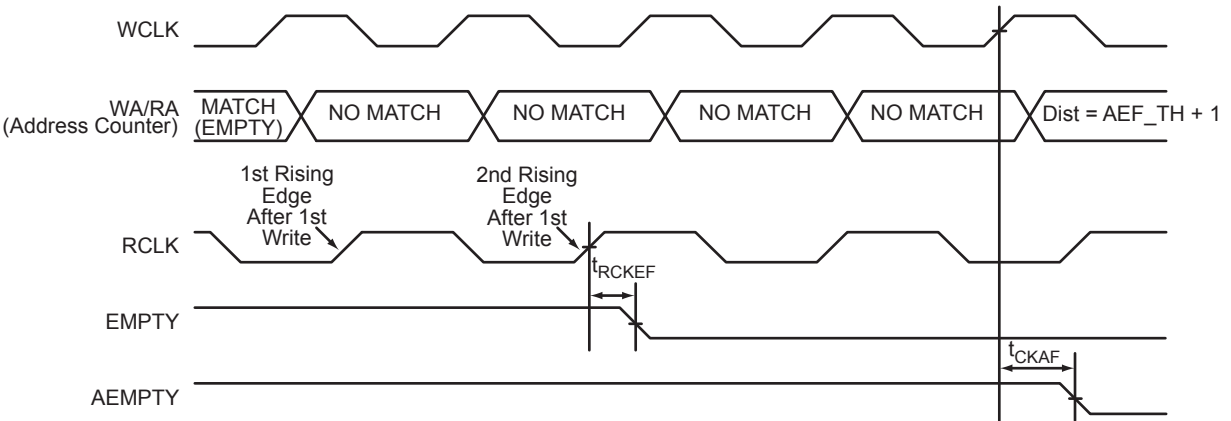 WCLK
WA/RA
(Address Counter)
MATCH
(EMPTY)
NO MATCH
NO MATCH
NO MATCH
NO MATCH
Dist = AEF_TH + 1
1st Rising
Edge
After 1st
Write
2nd Rising
Edge
After 1st
Write
RCLK
tRCKEF
EMPTY
tCKAF
AEMPTY